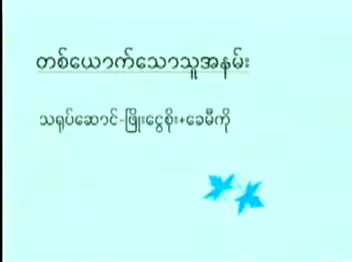 တစ်ယောက်သောသူအနမ်း
သရုပ်ဆောင်-ဖြိုးငွေစိုး+ခေမီကို